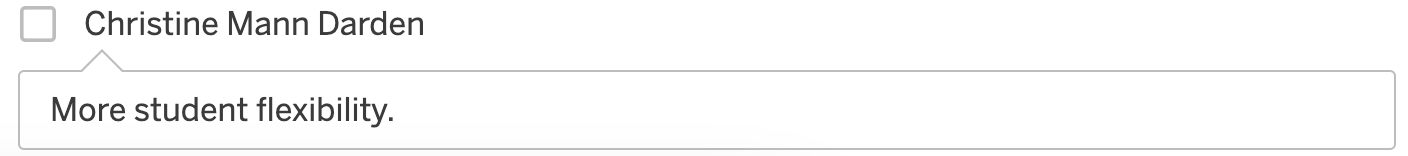 Christine Mann Darden
More student flexibility.